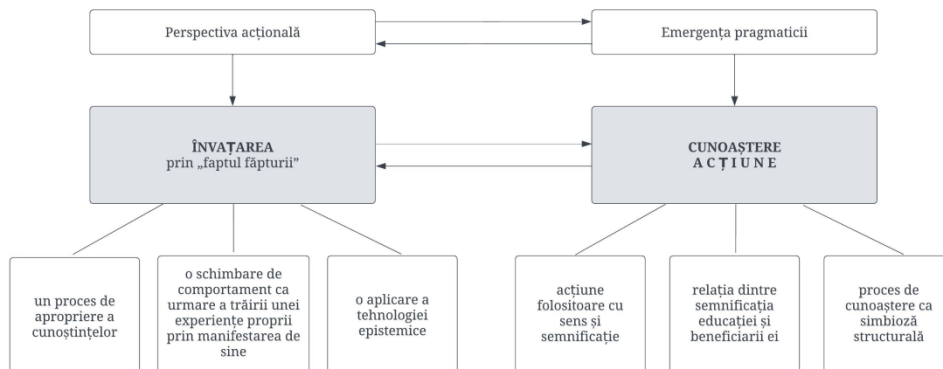 Perspectiva acțională
Emergența pragmaticii
ÎNVAȚAREA
prin „faptul făpturii”
CUNOAȘTERE
A C Ț I U N E
un proces de
apropriere a
cunoștințelor
o schimbare de
comportament ca
urmare a trăirii unei
experiențe proprii
prin manifestarea de
sine
o aplicare a
tehnologiei
epistemice
acțiune
folositoare cu
sens și
semnificație
relația dintre
semnificația
educației și
beneficiarii ei
proces de
cunoaștere ca
simbioză
structurală